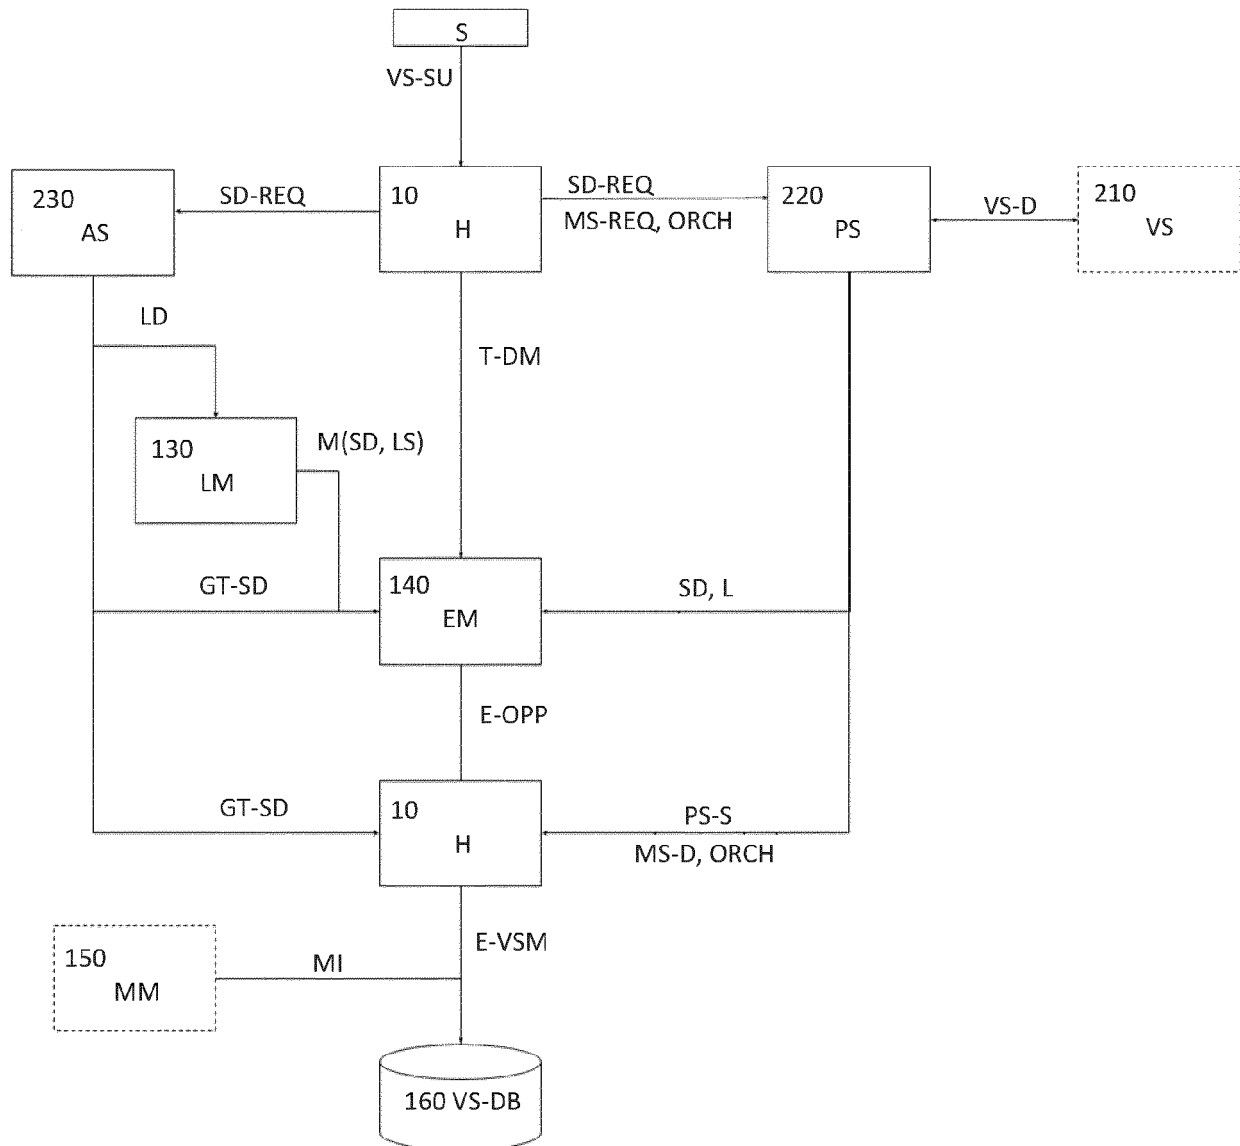 S
VS-SU
230
AS
SD-REQ
10
H
SD-REQ
MS-REQ, ORCH
220
PS
VS-D
210
VS
LD
T-DM
130
LM
M(SD, LS)
GT-SD
140
EM
SD, L
E-OPP
GT-SD
10
H
PS-S
MS-D, ORCH
E-VSM
150
MM
MI
160 VS-DB